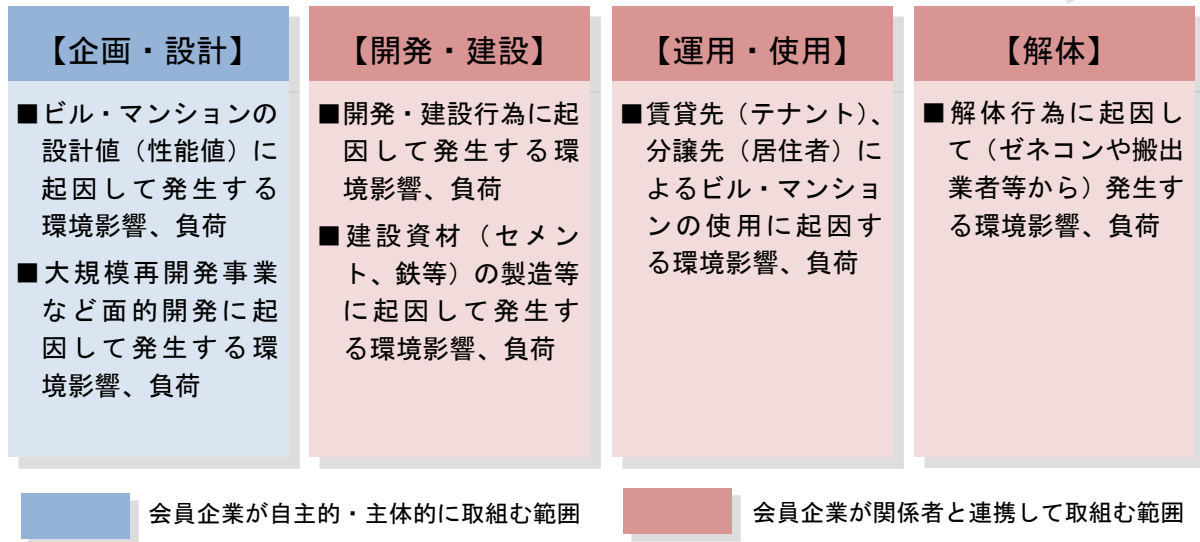 【企画・設計】
■ビル・マンションの
設計値（性能値）に
起因して発生する
環境影響、負荷
■大規模再開発事業
など面的開発に起
因して発生する環
境影響、負荷
【開発・建設】
■開発・建設行為に起
因して発生する環
境影響、負荷
■建設資材（セメン
ト、鉄等）の製造等
に起因して発生す
る環境影響、負荷
【運用・使用】
■賃貸先（テナント）、
分譲先（居住者）に
よるビル・マンショ
ンの使用に起因す
る環境影響、負荷
【解体】
■解体行為に起因し
て（ゼネコンや搬出
業者等から）発生す
る環境影響、負荷
会員企業が自主的・主体的に取組む範囲
会員企業が関係者と連携して取組む範囲